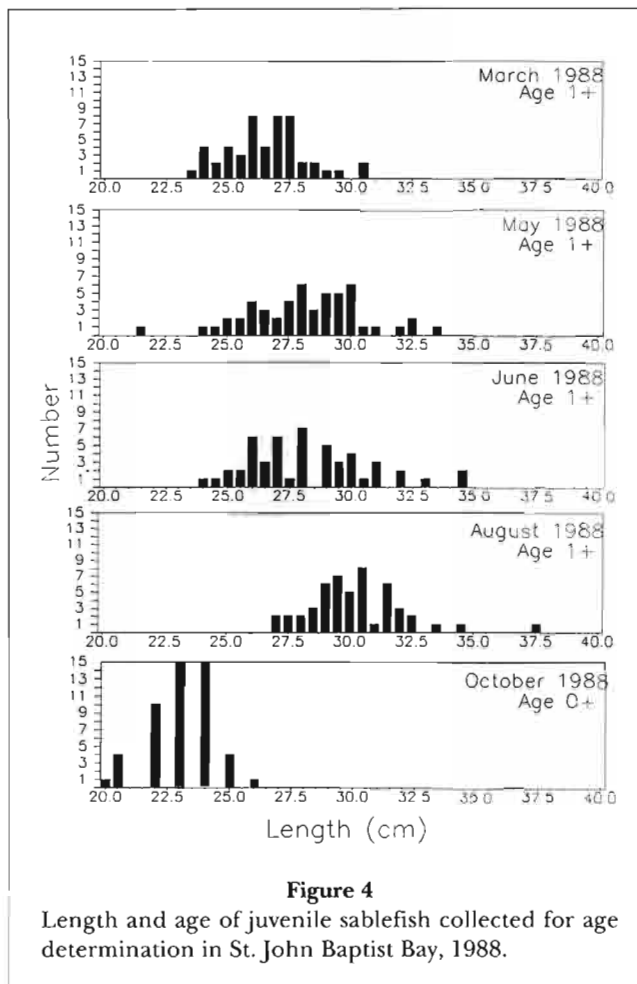 March 1988
Age 1+
15
13
11
9
7
5
3
1
20.0 22.5 25.0 27.5 30.0 32.5 35.0 37.5 40.0
May 1988
Age 1+
15
13
11
9
7
5
3
1
20.0 22.5 25.0 27.5 30.0 32.5 35.0 37.5 40.0
Number
June 1988
Age 1+
15
13
11
9
7
5
3
1
20.0 22.5 25.0 27.5 30.0 32.5 35.0 37.5 40.0
August 1988
Age 1+
15
13
11
9
7
5
3
1
20.0 22.5 25.0 27.5 30.0 32.5 35.0 37.5 40.0
October 1988
Age 0+
15
13
11
9
7
5
3
1
20.0 22.5 25.0 27.5 30.0 32.5 35.0 37.5 40.0
Length (cm)
Figure 4
Length and age of juvenile sablefish collected for age
determination in St. John Baptist Bay, 1988.